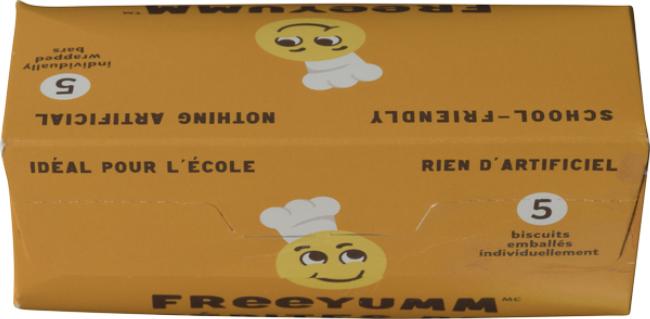 FReeYUMM™
5
individually
wrapped
bars
NOTHING ARTIFICIAL
SCHOOL-FRIENDLY
IDÉAL POUR L'ÉCOLE
RIEN D'ARTIFICIEL
5
biscuits
emballés
individuellement
FReeYUMM MC